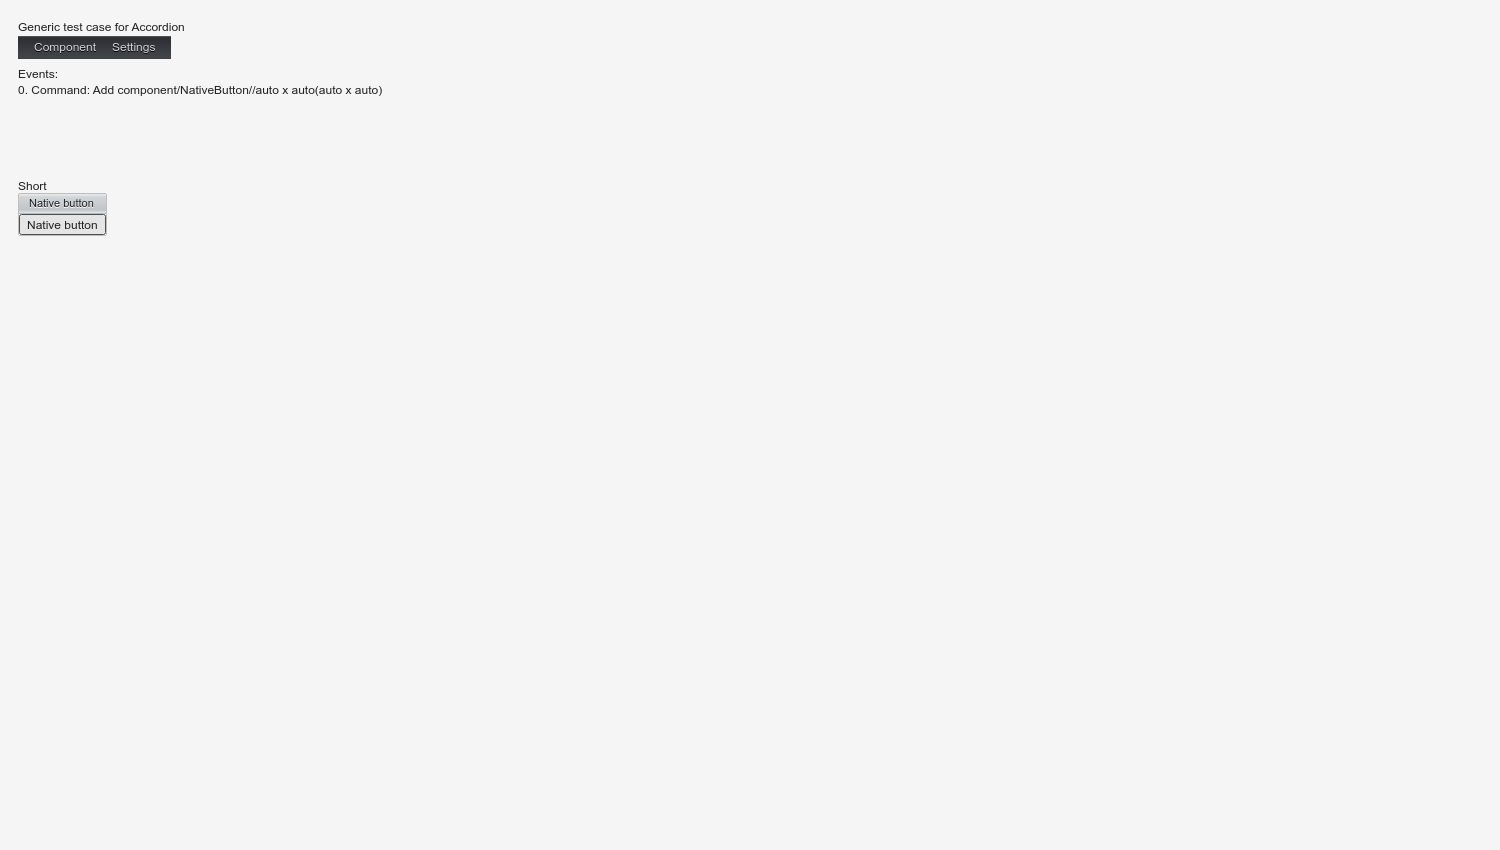 Generic test case for Accordion
Component Settings
Events:
0. Command: Add component/NativeButton//auto x auto(auto x auto)
Short
Native button
Native button